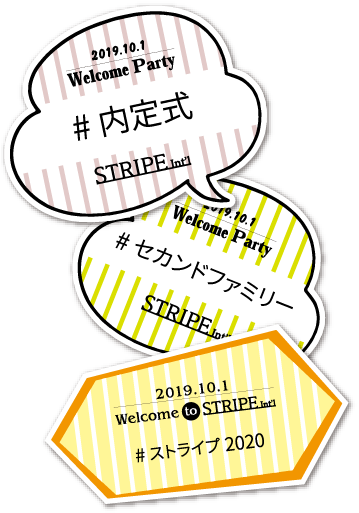 2019.10.1
Welcome Party
# 内定式
STRIPE Int'l
2019.10.1
Welcome Party
# セカンドファミリー
STRIPE Int'l
2019.10.1
Welcome to STRIPE Int'l
# ストライプ 2020